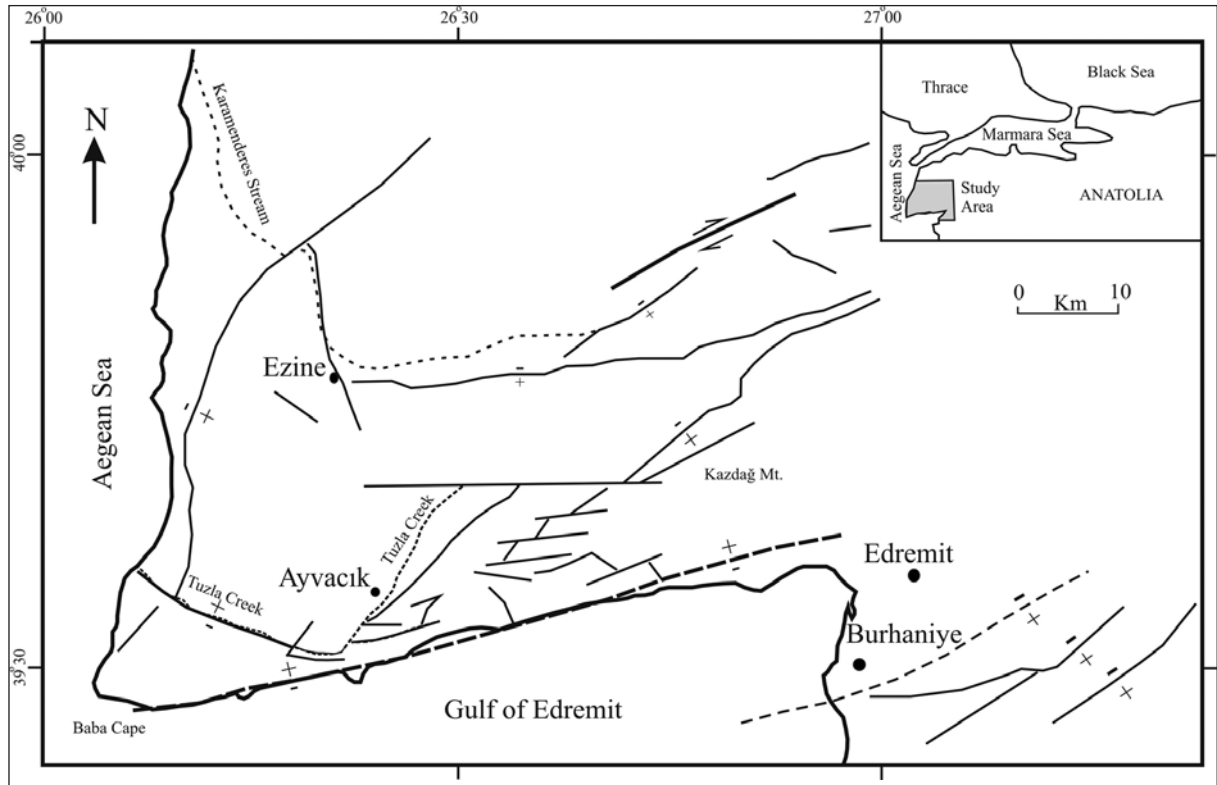 26°00
26°30
27°00
N
40°00
39°30
Karamenderes Stream
Thrace
Black Sea
Marmara Sea
Aegean Sea
Study
Area
ANATOLIA
0 10
Km
Ezine
Aegean Sea
Kazdağ Mt.
Tuzla Creek
Ayvacık
Tuzla Creek
Edremit
Burhaniye
Gulf of Edremit
Baba Cape